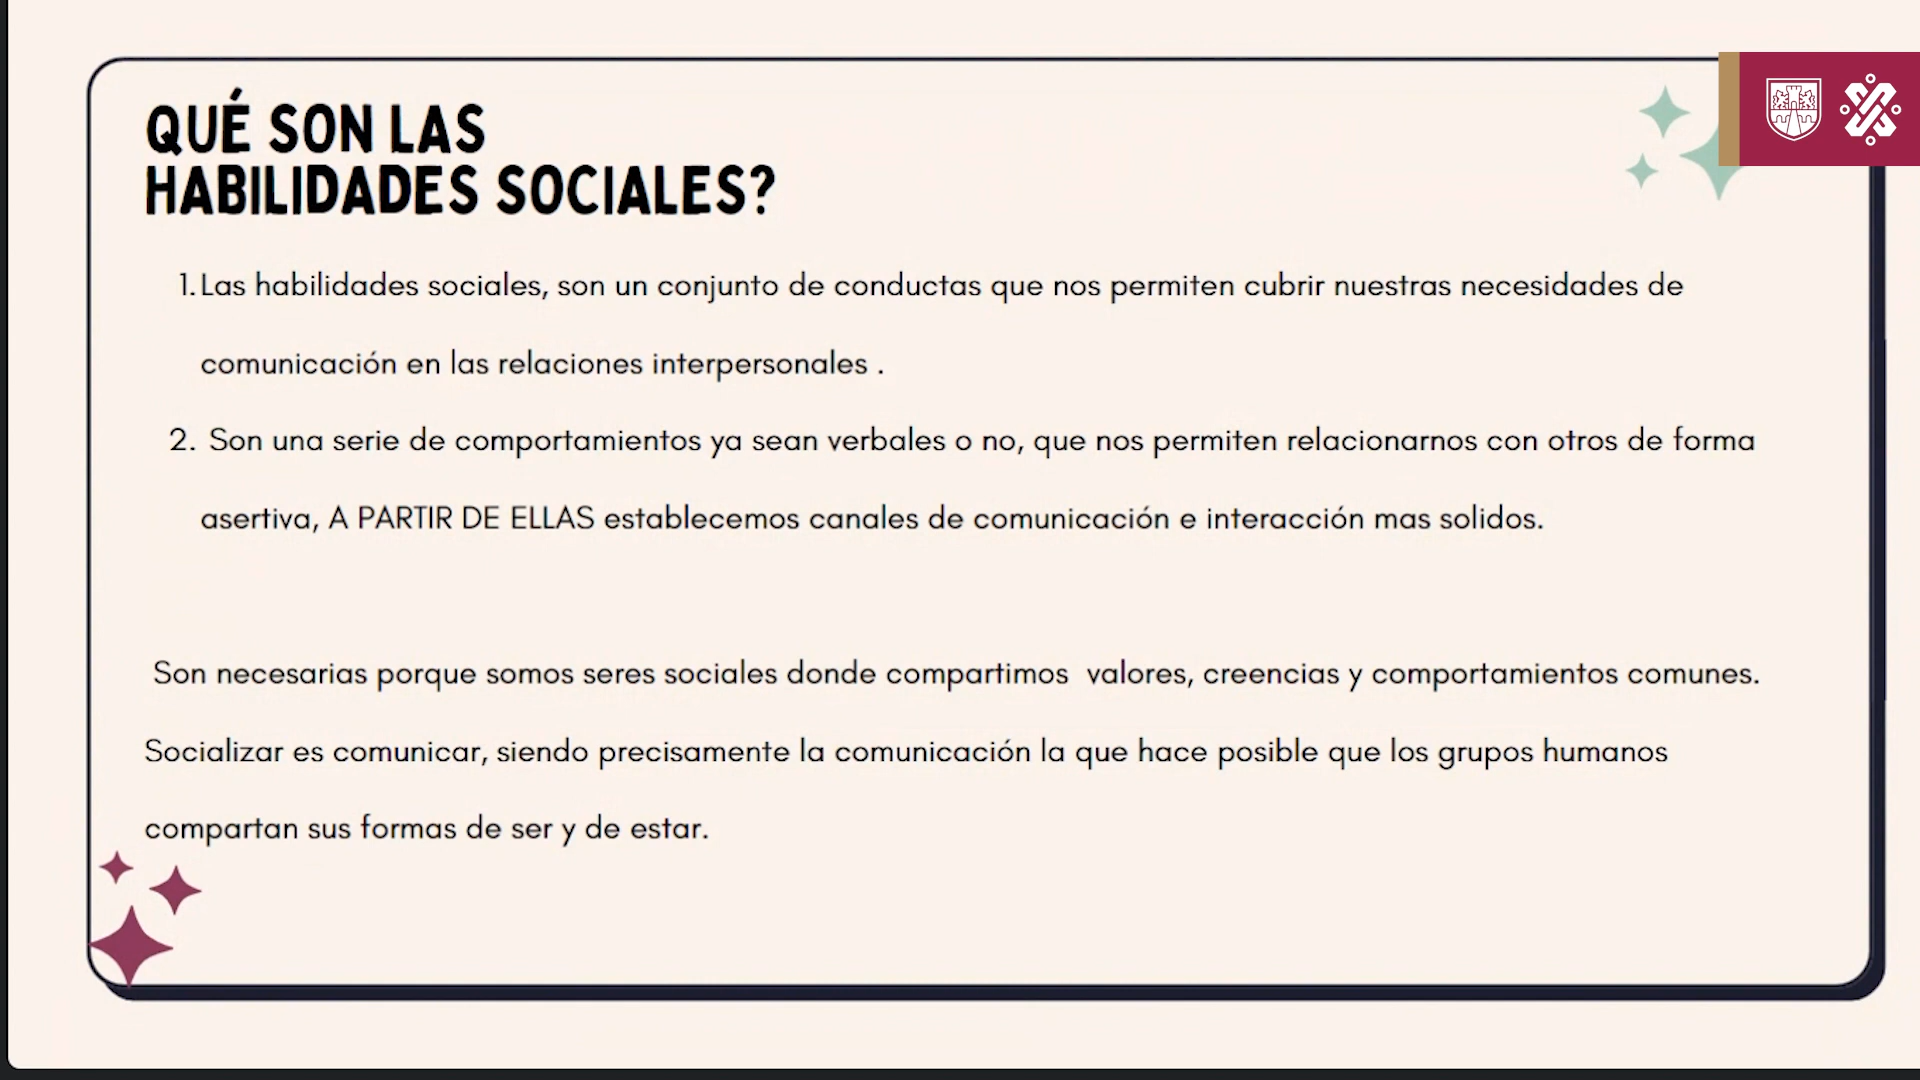 QUÉ SON LAS
HABILIDADES SOCIALES?
1. Las habilidades sociales, son un conjunto de conductas que nos permiten cubrir nuestras necesidades de
comunicación en las relaciones interpersonales .
2. Son una serie de comportamientos ya sean verbales o no, que nos permiten relacionarnos con otros de forma
asertiva, A PARTIR DE ELLAS establecemos canales de comunicación e interacción mas solidos.
Son necesarias porque somos seres sociales donde compartimos  valores, creencias y comportamientos comunes.
Socializar es comunicar, siendo precisamente la comunicación la que hace posible que los grupos humanos
compartan sus formas de ser y de estar.